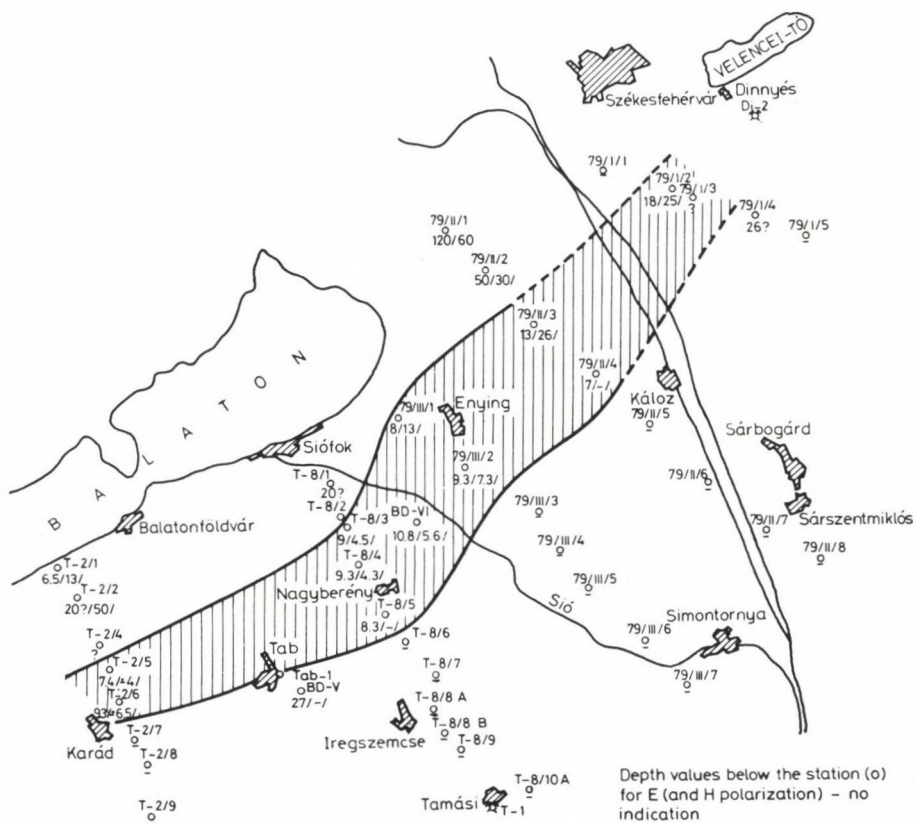 VELENCEI-TÓ
Székesfehérvár
Dinnyés
Di-2
79/I/1
79/I/2
18/25/
79/I/3
?
79/I/4
26?
79/I/5
79/II/1
120/60
79/II/2
50/30/
79/II/3
13/26/
79/II/4
7/-/
BALATON
Enying
79/III/1
8/13/
Káloz
79/II/5
Siófok
Sárbogárd
79/III/2
9.3/7.3/
T-8/1
20?
79/II/6
79/III/3
Sárszentmiklós
T-8/2
T-8/3
9/4.5/
BD-VI
10.8/5.6/
Balatonföldvár
79/II/7
79/III/4
79/II/8
T-2/1
6.5/13/
T-8/4
9.3/4.3/
79/III/5
T-2/2
20?/50/
Nagyberény
Sió
T-8/5
8.3/-/
Simontornya
T-2/4
?
T-8/6
79/III/6
Tab
T-2/5
T-8/7
Tab-1
BD-V
27/-/
79/III/7
T-2/6
T-8/8 A
T-8/8 B
Karád
T-2/7
Iregszemcse
T-8/9
T-2/8
T-8/10A
Tamási
T-1
T-2/9
Depth values below the station (o)
for E (and H polarization) – no
indication